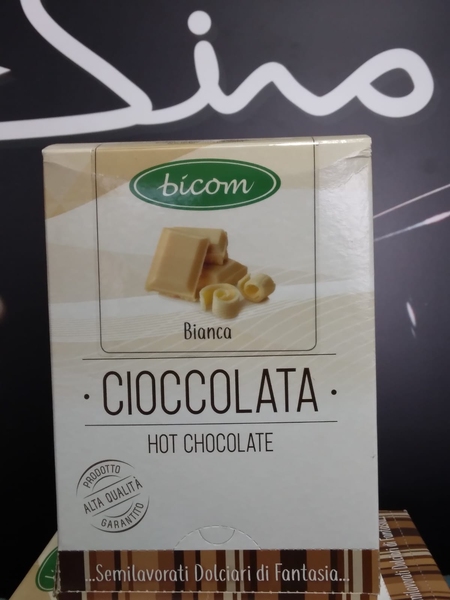 bicom
Bianca
· CIOCCOLATA ·
HOT CHOCOLATE
PRODOTTO
ALTA QUALITÀ
GARANTITO
...Semilavorati Dolciari di Fantasia...